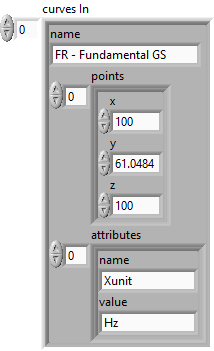 curves In
0
name
FR - Fundamental GS
points
0
x
100
y
61.0484
z
100
attributes
0
name
Xunit
value
Hz